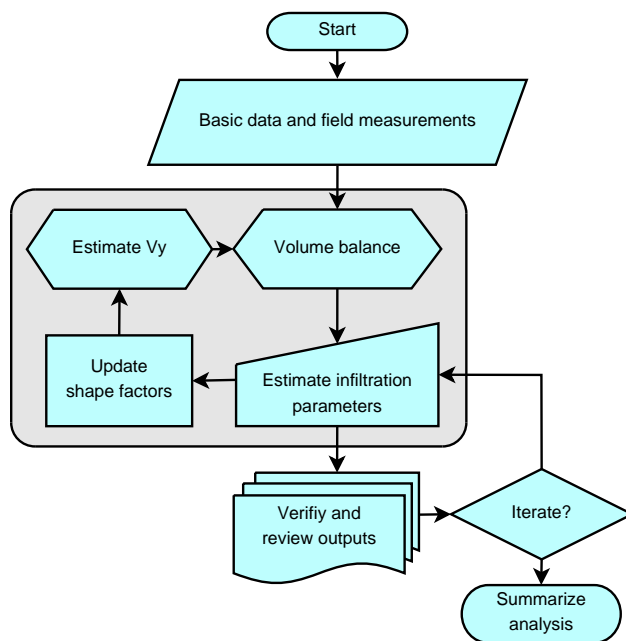 Start
Basic data and field measurements
Estimate Vy
Volume balance
Update
shape factors
Estimate infiltration
parameters
Verifiy and
review outputs
Iterate?
Summarize
analysis